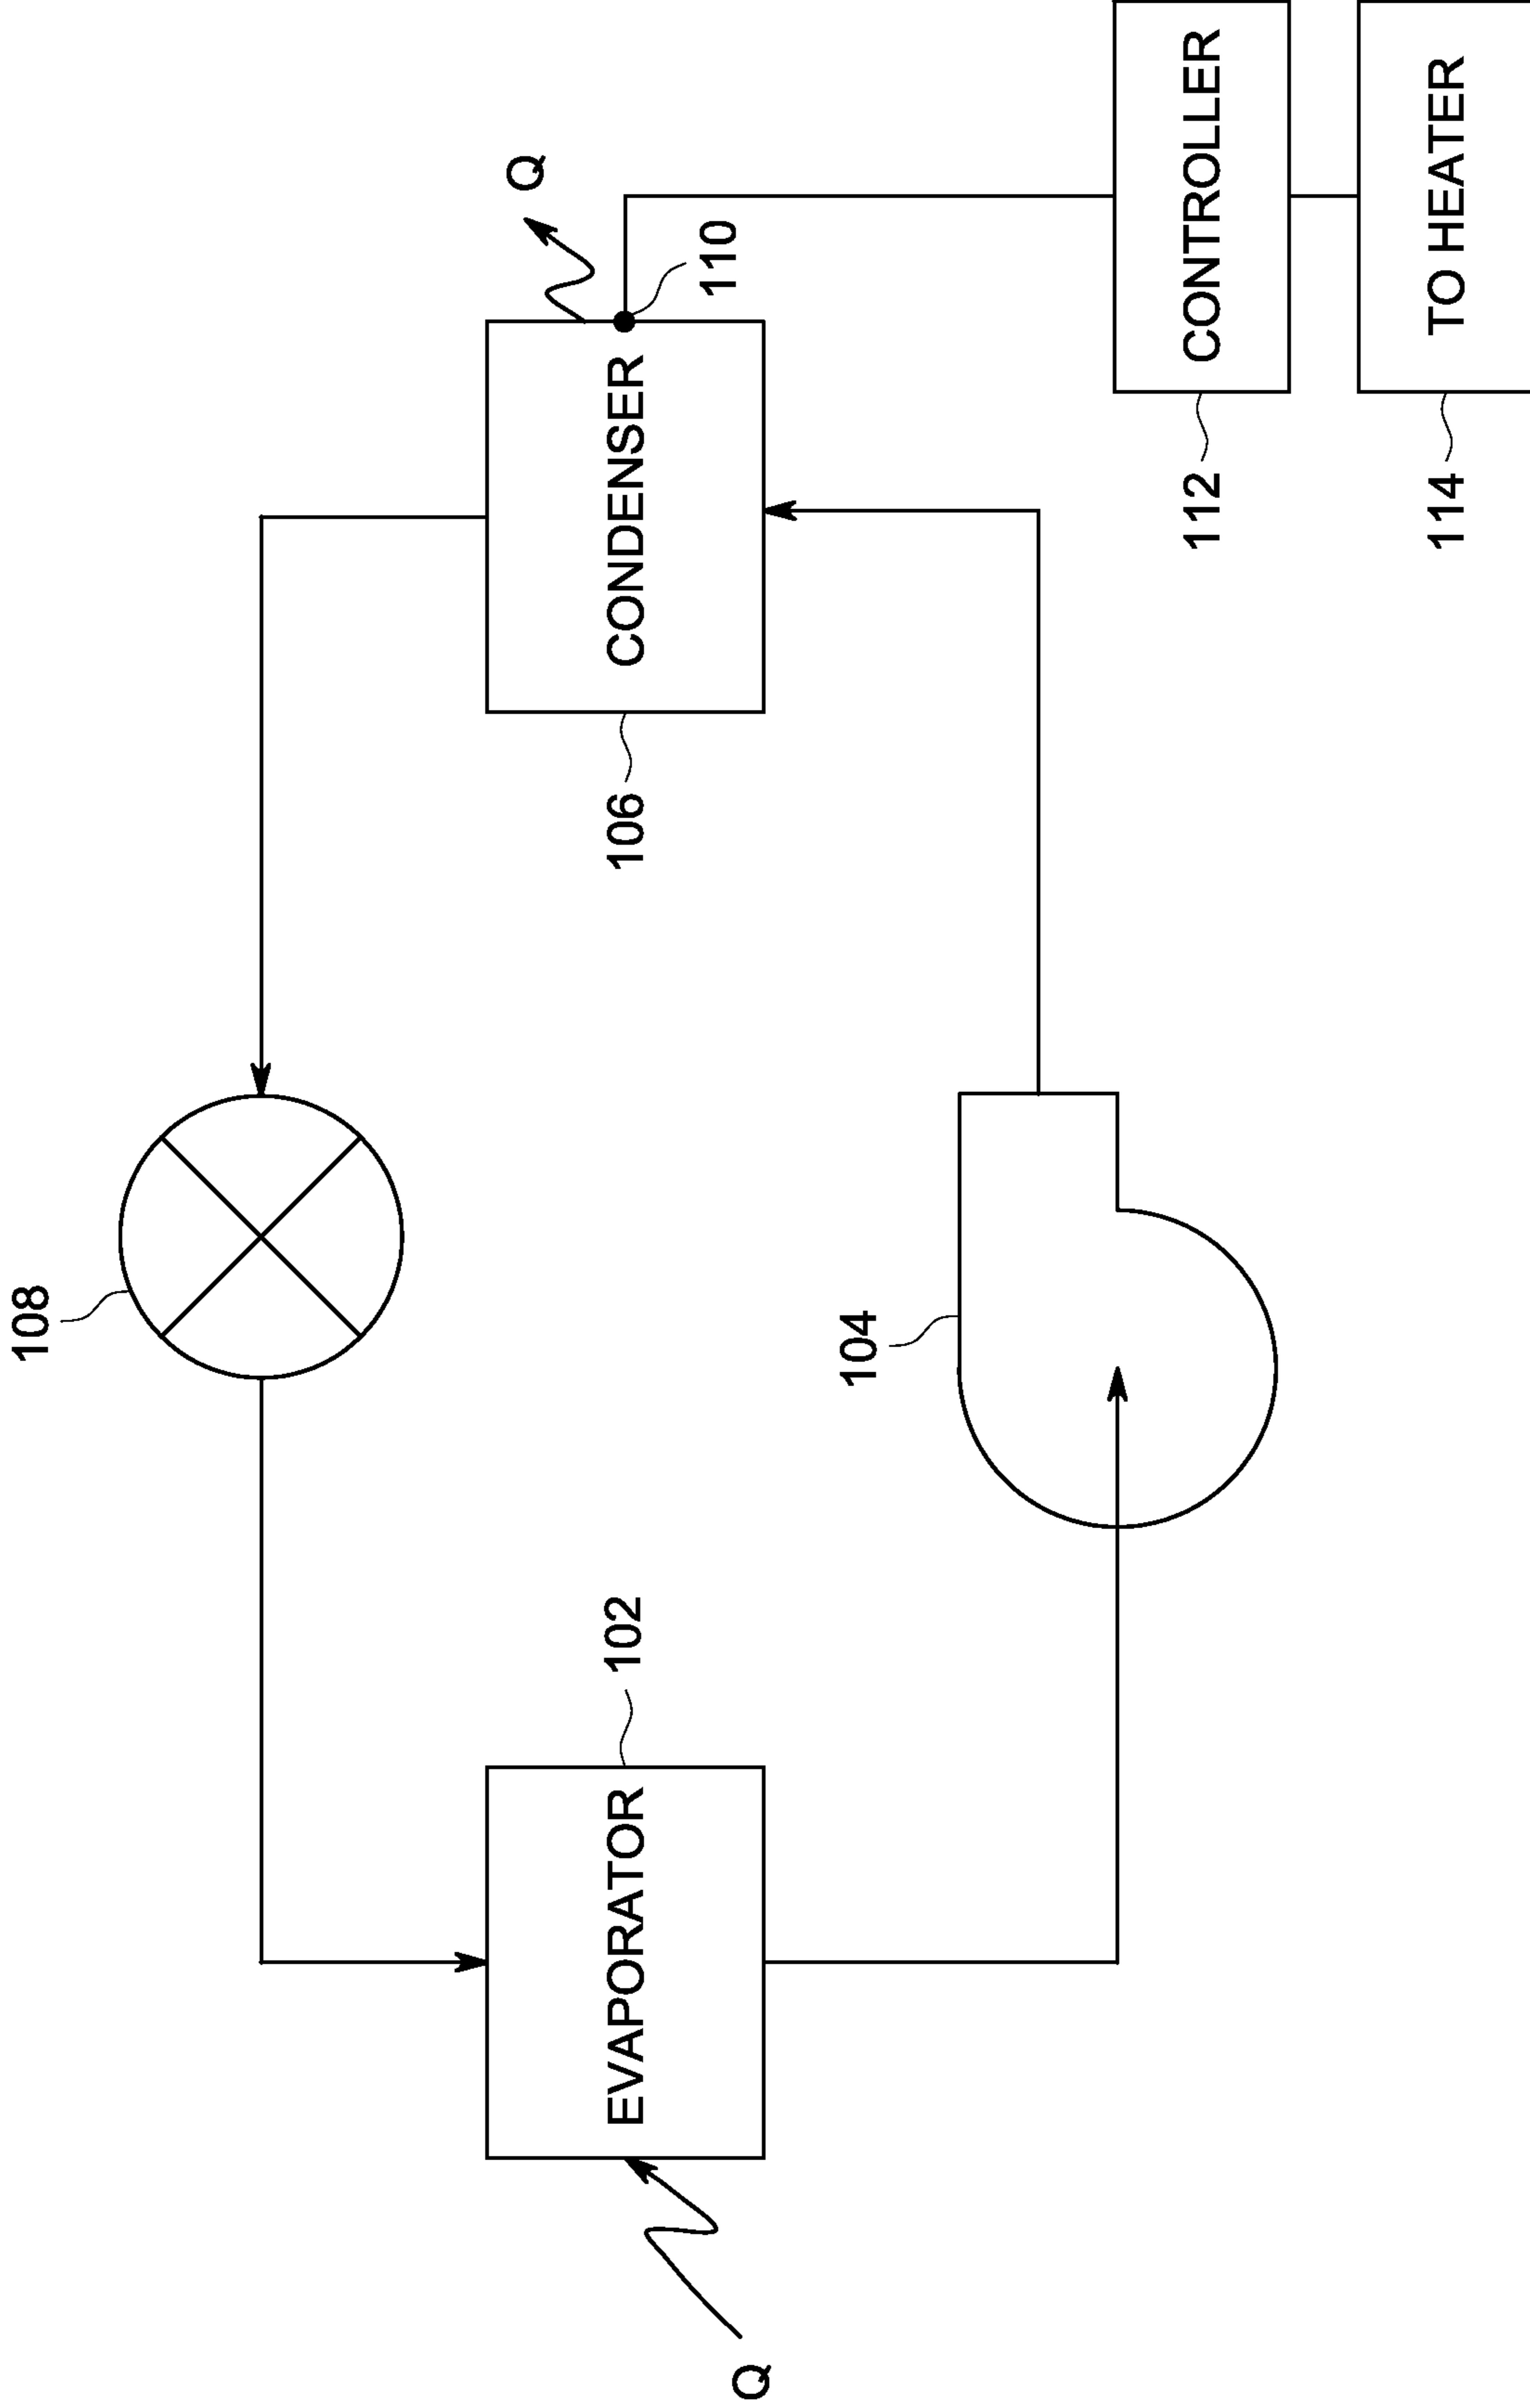 108
Q
CONDENSER
106
110
EVAPORATOR
102
Q
104
CONTROLLER
112
TO HEATER
114